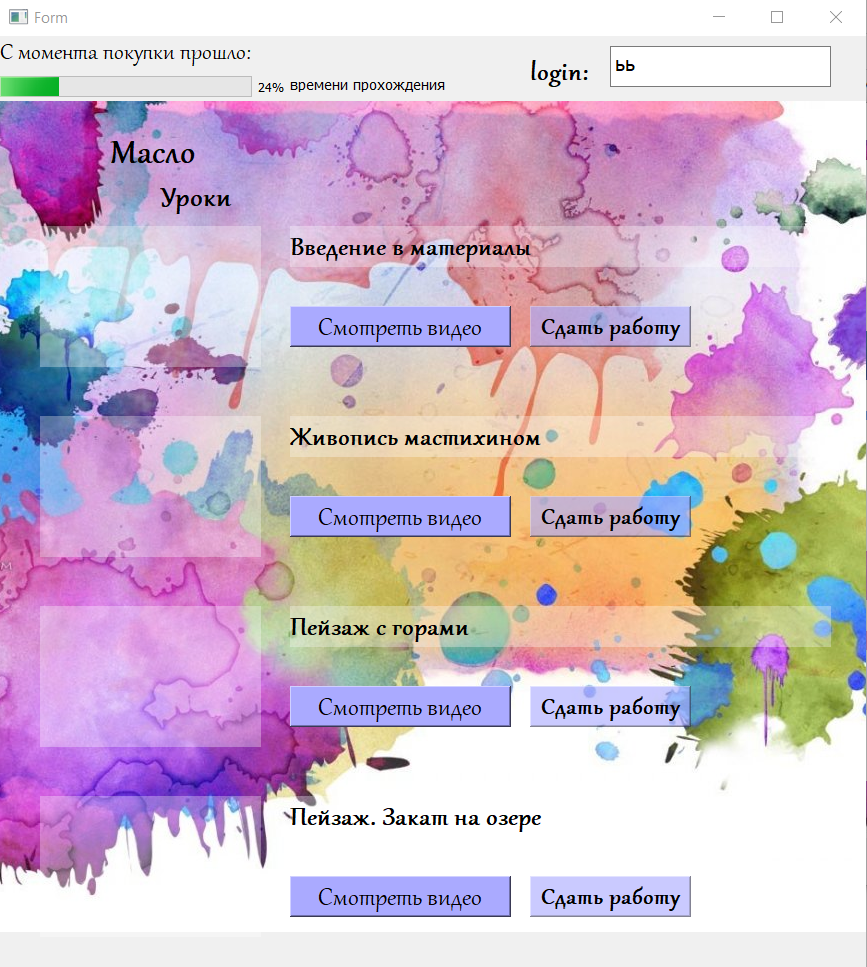 Form
С момента покупки прошло:
24% времени прохождения
login: ьь
Масло
Уроки
Введение в материалы
Смотреть видео Сдать работу
Живопись мастихином
Смотреть видео Сдать работу
Пейзаж с горами
Смотреть видео Сдать работу
Пейзаж. Закат на озере
Смотреть видео Сдать работу